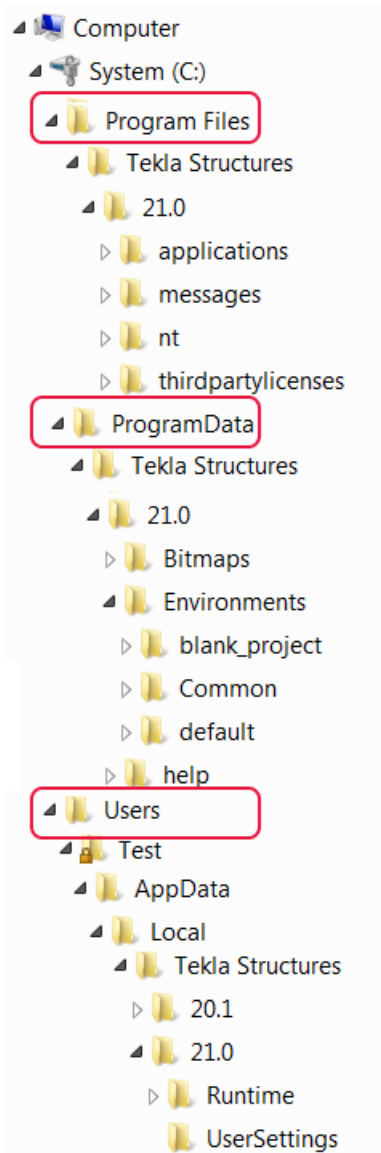 Computer
System (C:)
Program Files
Tekla Structures
21.0
applications
messages
nt
thirdpartylicenses
ProgramData
Tekla Structures
21.0
Bitmaps
Environments
blank_project
Common
default
help
Users
Test
AppData
Local
Tekla Structures
20.1
21.0
Runtime
UserSettings